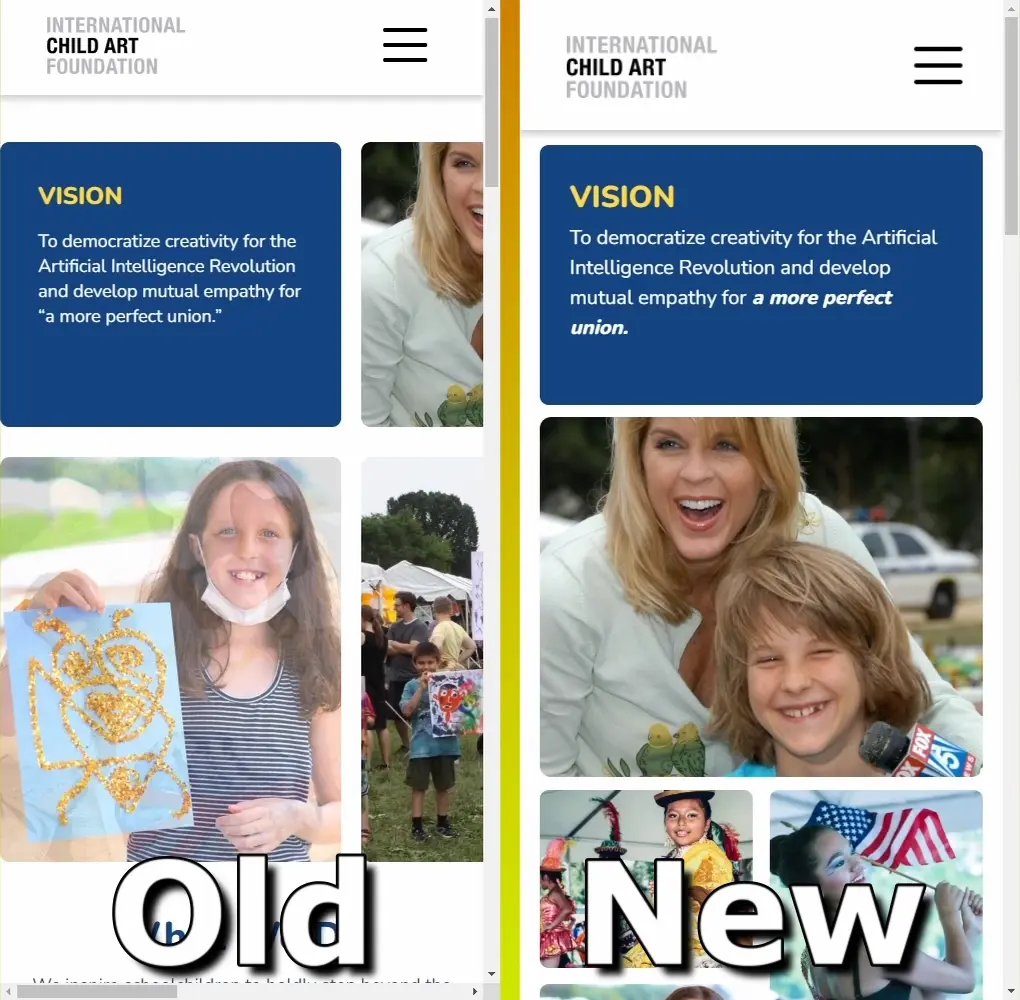 INTERNATIONAL
CHILD ART
FOUNDATION
VISION
To democratize creativity for the
Artificial Intelligence Revolution
and develop mutual empathy for
“a more perfect union.”
We inspire schoolchildren to boldly step beyond the
Old
INTERNATIONAL
CHILD ART
FOUNDATION
VISION
To democratize creativity for the Artificial
Intelligence Revolution and develop
mutual empathy for a more perfect
union.
FOX
FOX
5
NEWS
New